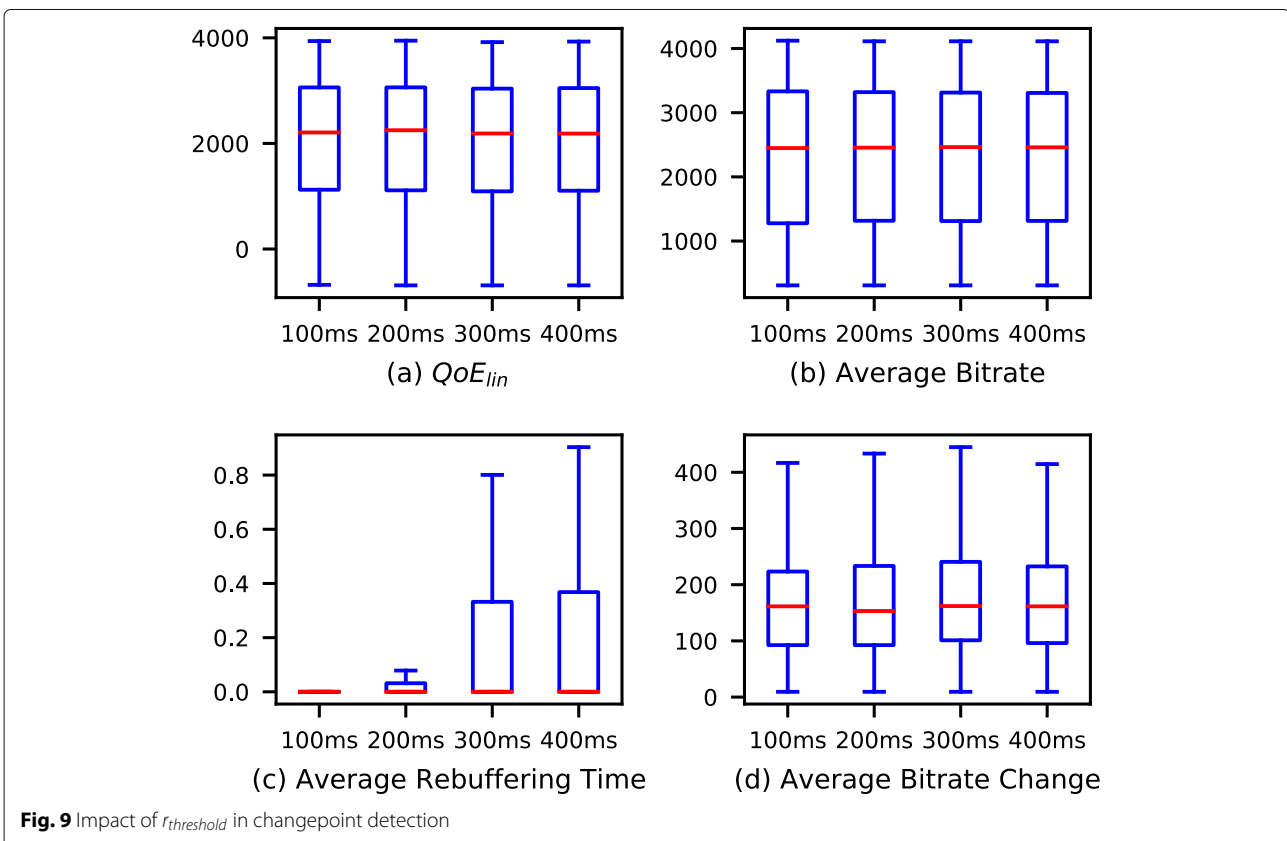 4000
2000
0
100ms 200ms 300ms 400ms
(a) QoE_lin
4000
3000
2000
1000
100ms 200ms 300ms 400ms
(b) Average Bitrate
0.8
0.6
0.4
0.2
0.0
100ms 200ms 300ms 400ms
(c) Average Rebuffering Time
400
300
200
100
0
100ms 200ms 300ms 400ms
(d) Average Bitrate Change
Fig. 9 Impact of r_threshold in changepoint detection